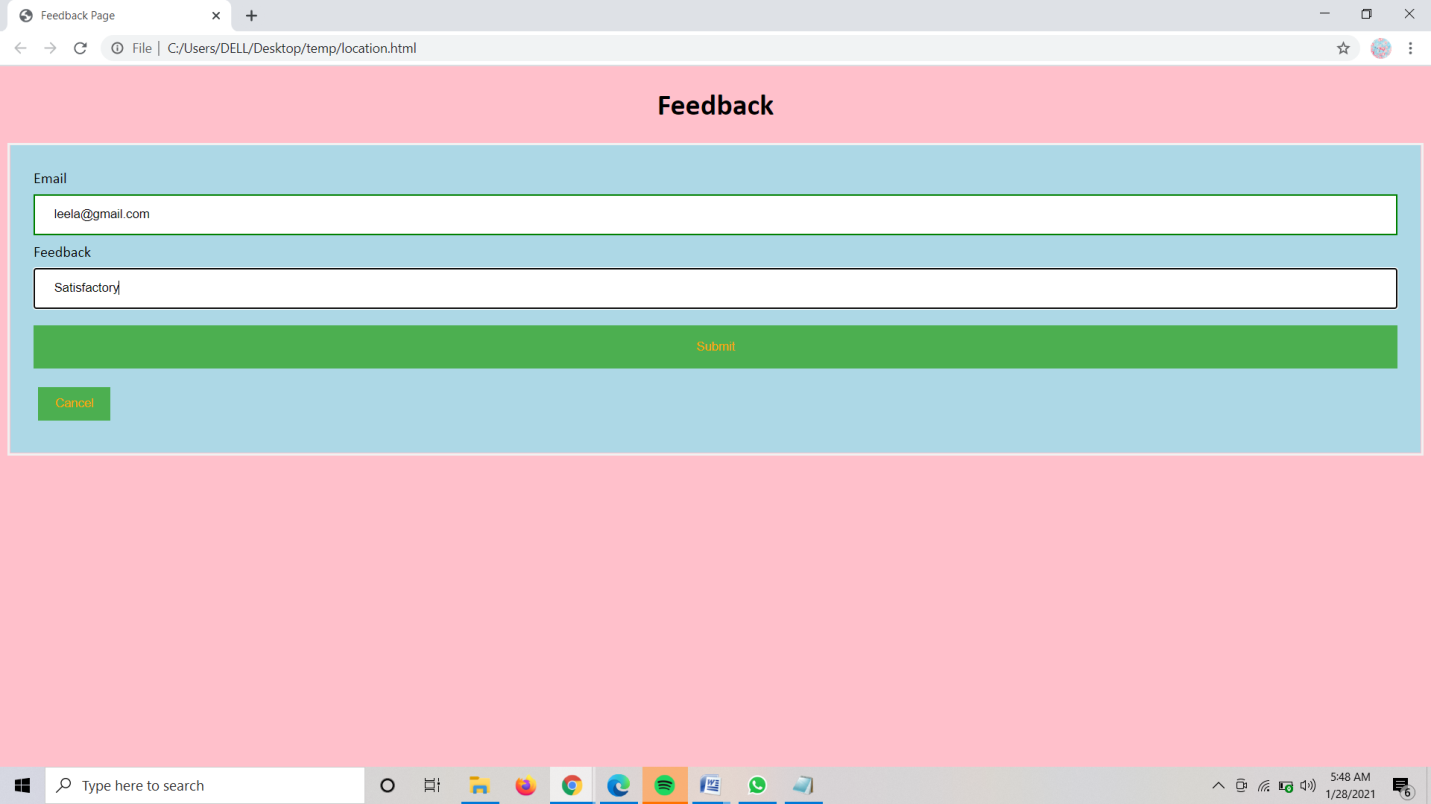 Feedback Page
File | C:/Users/DELL/Desktop/temp/location.html
Feedback
Email
leela@gmail.com
Feedback
Satisfactory
Submit
Cancel
Type here to search
5:48 AM
1/28/2021
6